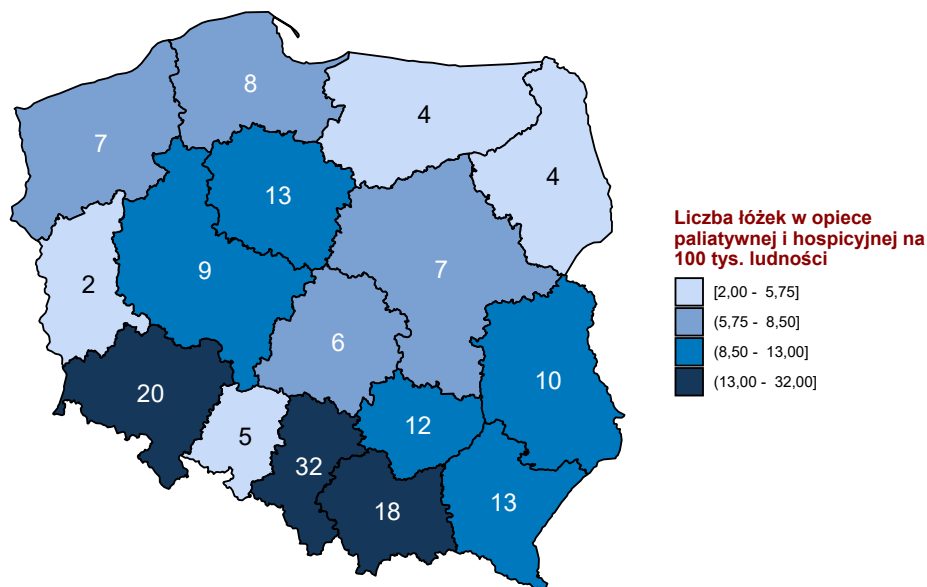 8
4
7
4
13
9
7
2
6
10
20
12
5
32
13
18
Liczba łóżek w opiece
paliatywnej i hospicyjnej na
100 tys. ludności
[2,00 - 5,75]
(5,75 - 8,50]
(8,50 - 13,00]
(13,00 - 32,00]